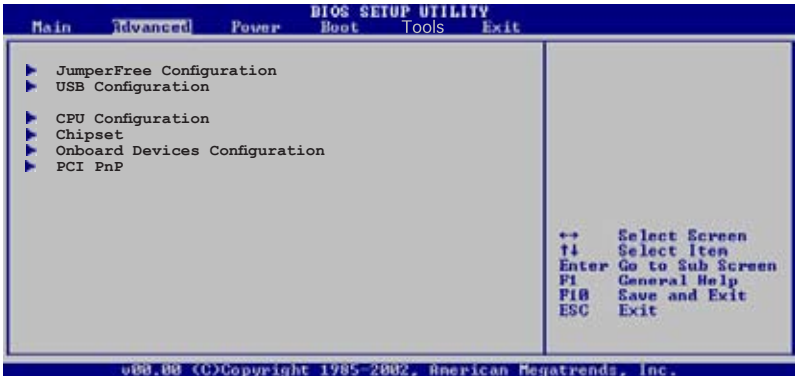 BIOS SETUP UTILITY
Main Advanced Power Boot Tools Exit
JumperFree Configuration
USB Configuration
CPU Configuration
Chipset
Onboard Devices Configuration
PCI PnP
←→ Select Screen
↑↓ Select Item
Enter Go to Sub Screen
F1 General Help
F10 Save and Exit
ESC Exit
v00.00 (C)Copyright 1985-2002, American Megatrends, Inc.